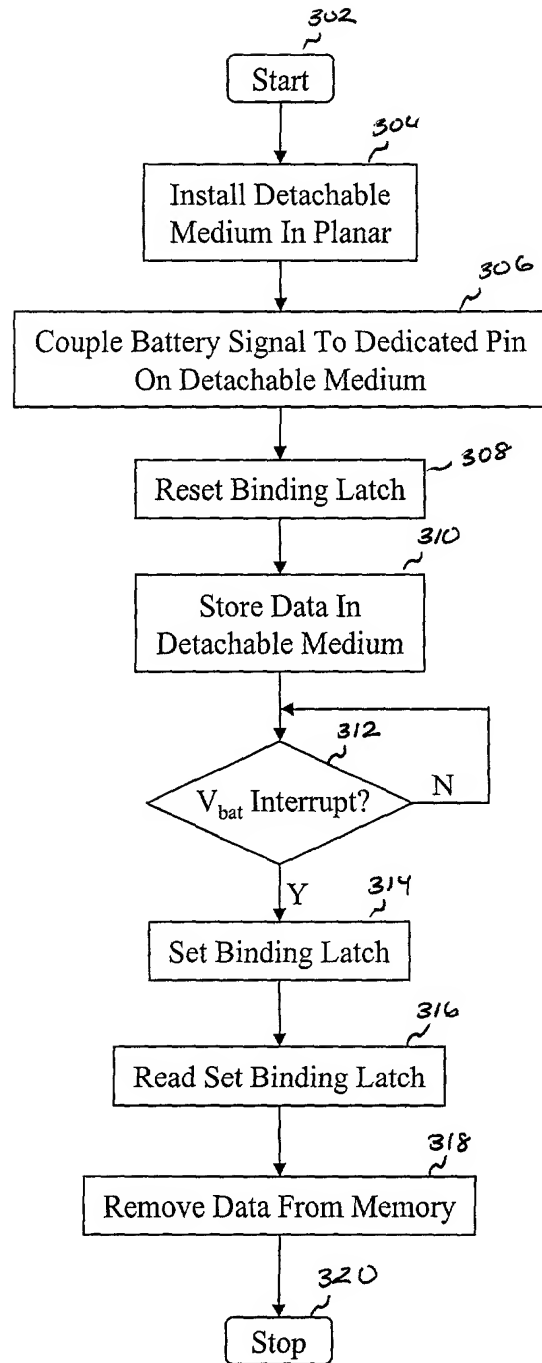 302
Start
304
Install Detachable
Medium In Planar
306
Couple Battery Signal To Dedicated Pin
On Detachable Medium
308
Reset Binding Latch
310
Store Data In
Detachable Medium
312
Vbat Interrupt?
N
Y
314
Set Binding Latch
316
Read Set Binding Latch
318
Remove Data From Memory
320
Stop